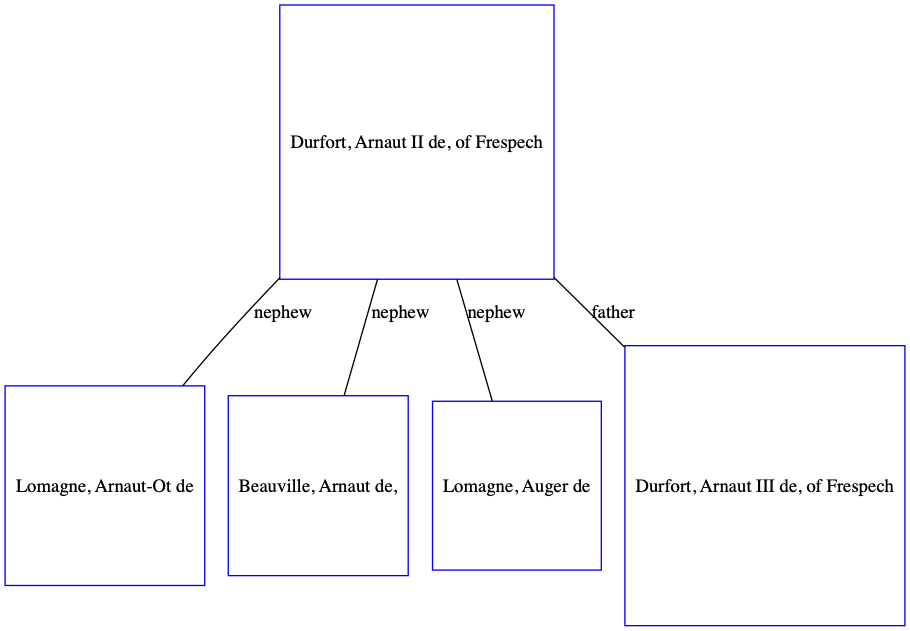 Durfort, Arnaut II de, of Frespech
nephew
nephew
nephew
father
Lomagne, Arnaut-Ot de
Beauville, Arnaut de,
Lomagne, Auger de
Durfort, Arnaut III de, of Frespech